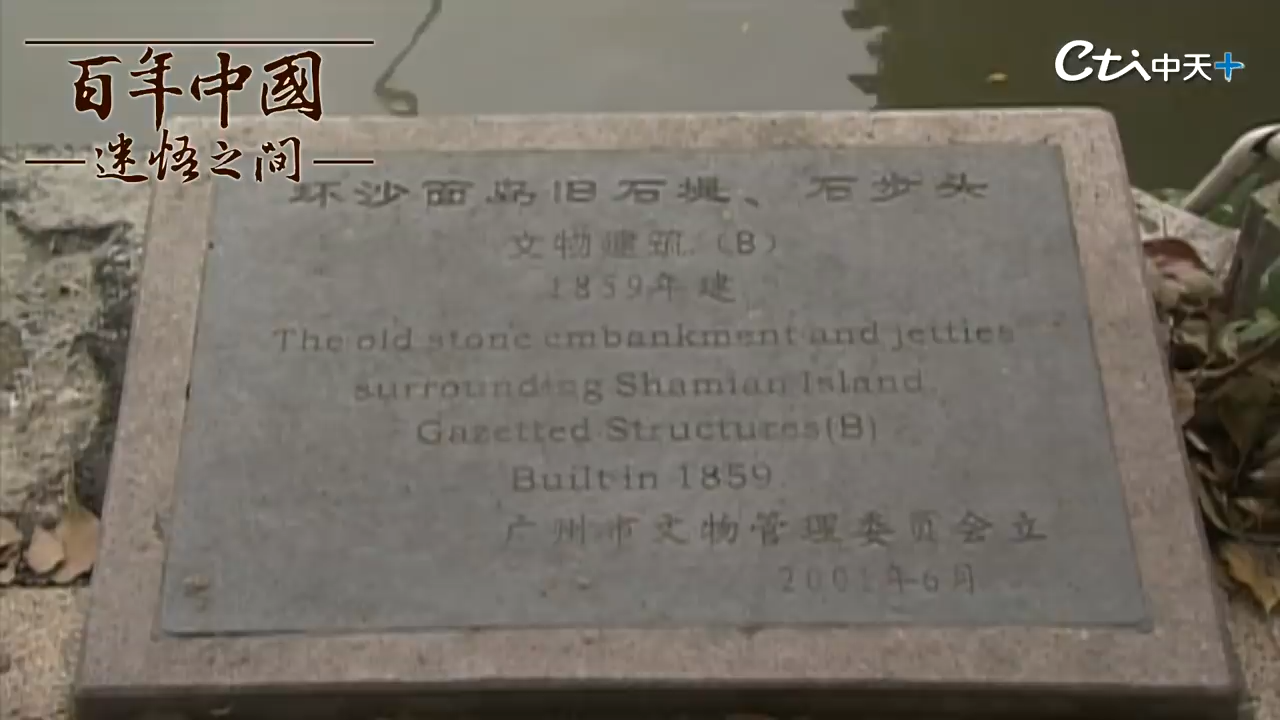 百年中國
迷悟之間
Cti中天+
环沙面岛旧石堤、石步头
文物建筑（B）
1859年建
The old stone embankment and jetties
surrounding Shamian Island
Gazetted Structures(B)
Built in 1859
广州市文物管理委员会立
2001年6月